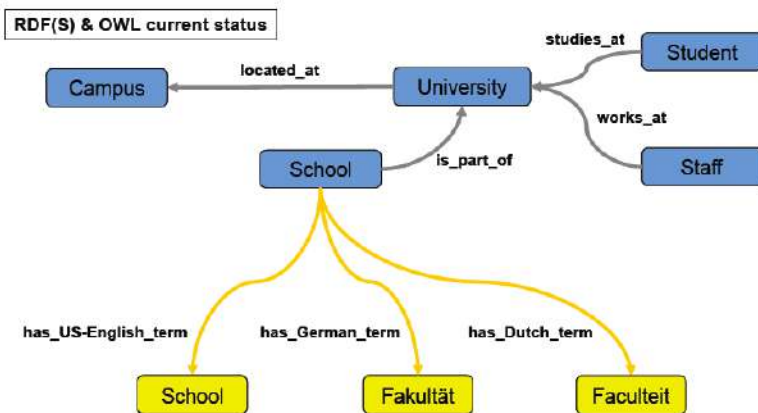 RDF(S) & OWL current status
studies_at
Student
located_at
Campus
University
works_at
School
is_part_of
Staff
has_US-English_term
has_German_term
has_Dutch_term
School
Fakultät
Faculteit